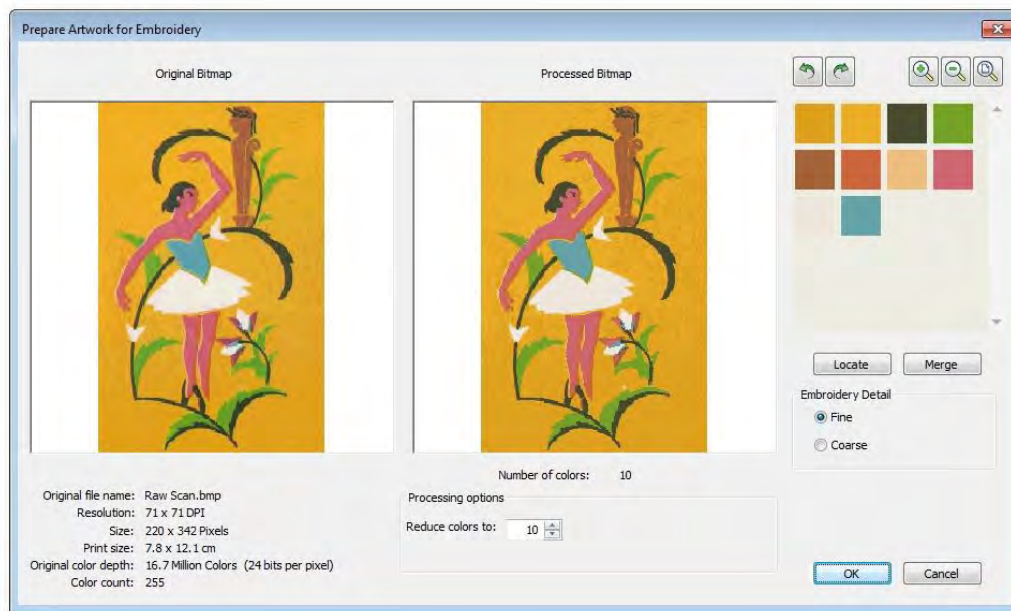 Prepare Artwork for Embroidery
Original Bitmap
Processed Bitmap
Locate
Merge
Embroidery Detail
Fine
Coarse
Number of colors: 10
Original file name: Raw Scan.bmp
Resolution: 71 x 71 DPI
Size: 220 x 342 Pixels
Print size: 7.8 x 12.1 cm
Original color depth: 16.7 Million Colors (24 bits per pixel)
Color count: 255
Processing options
Reduce colors to: 10
OK
Cancel